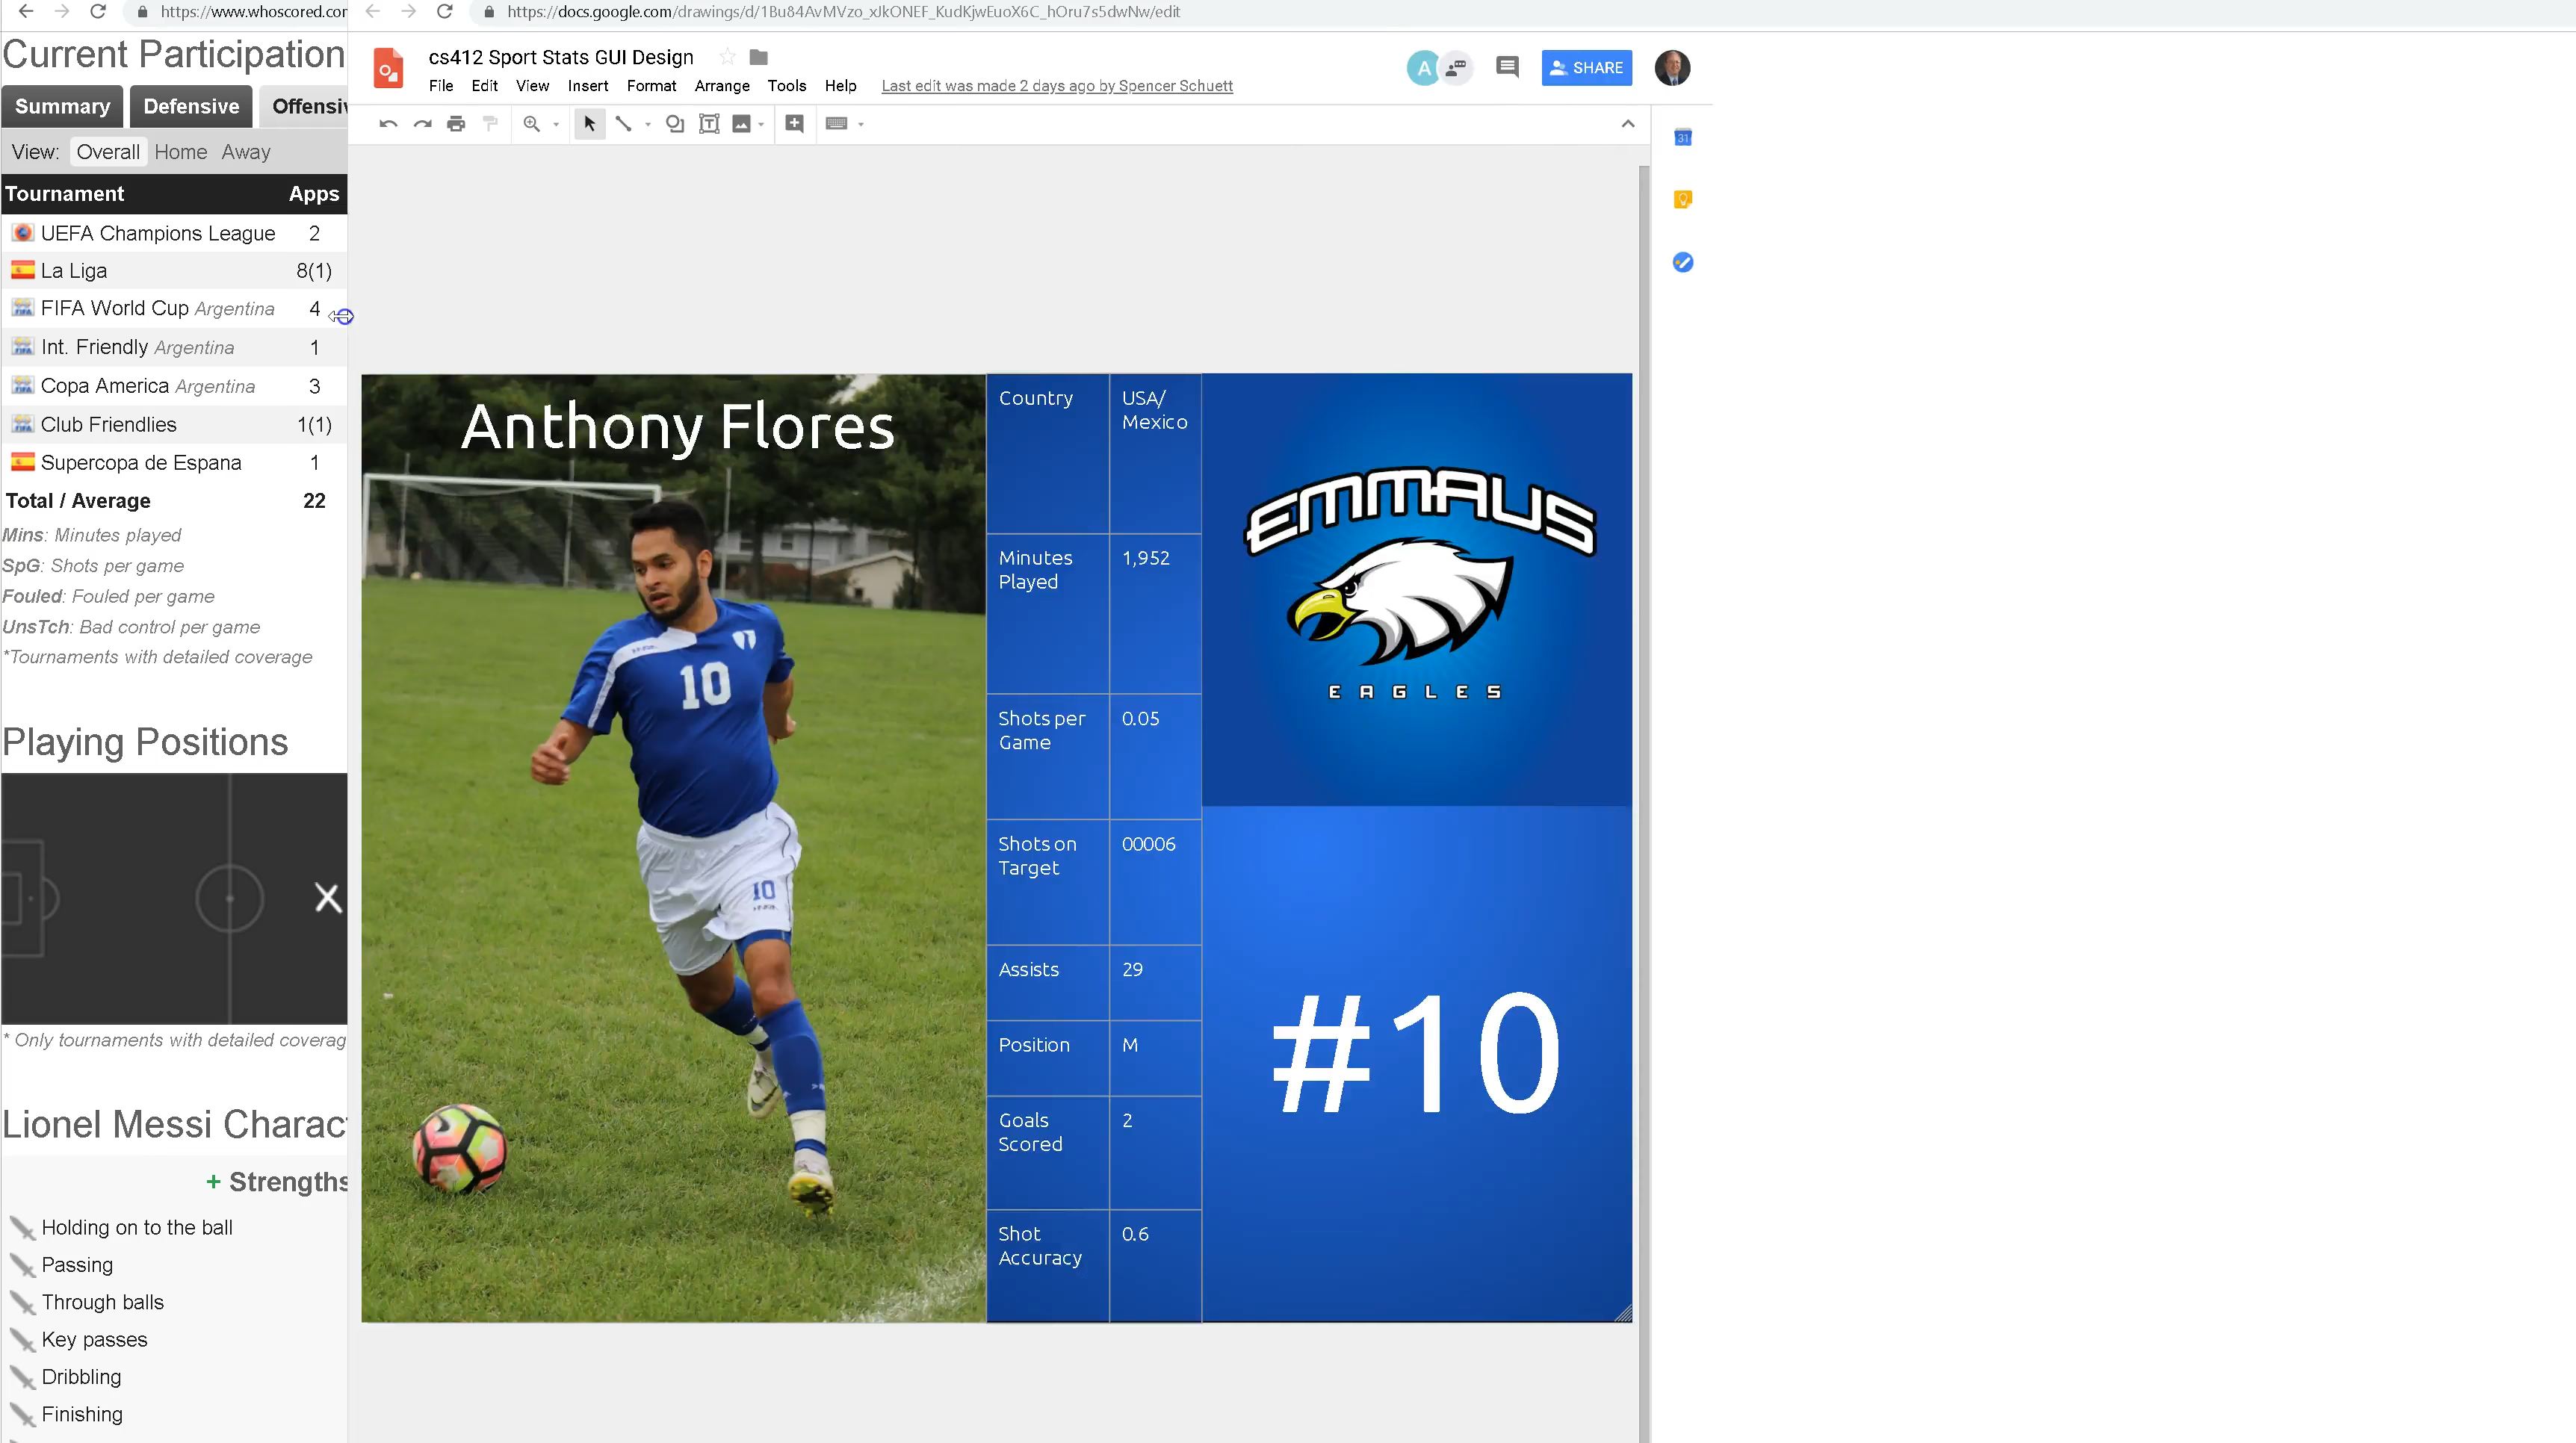 https://www.whoscored.cor
Current Participation
Summary
Defensive
Offensiv
View: Overall Home Away
Tournament Apps
UEFA Champions League 2
La Liga 8(1)
FIFA World Cup Argentina 4
Int. Friendly Argentina 1
Copa America Argentina 3
Club Friendlies 1(1)
Supercopa de Espana 1
Total / Average 22
Mins: Minutes played
SpG: Shots per game
Fouled: Fouled per game
UnsTch: Bad control per game
*Tournaments with detailed coverage
Playing Positions
* Only tournaments with detailed coverag
Lionel Messi Charac
+ Strengths
Holding on to the ball
Passing
Through balls
Key passes
Dribbling
Finishing
https://docs.google.com/drawings/d/1Bu84AvMVzo_xJkONEF_KudKjwEuoX6C_hOru7s5dwNw/edit
cs412 Sport Stats GUI Design
File Edit View Insert Format Arrange Tools Help Last edit was made 2 days ago by Spencer Schuett
A
SHARE
31
Anthony Flores
10
10
Country USA/
Mexico
Minutes 1,952
Played
Shots per 0.05
Game
Shots on 00006
Target
Assists 29
Position M
Goals 2
Scored
Shot 0.6
Accuracy
EMMAUS
EAGLES
#10